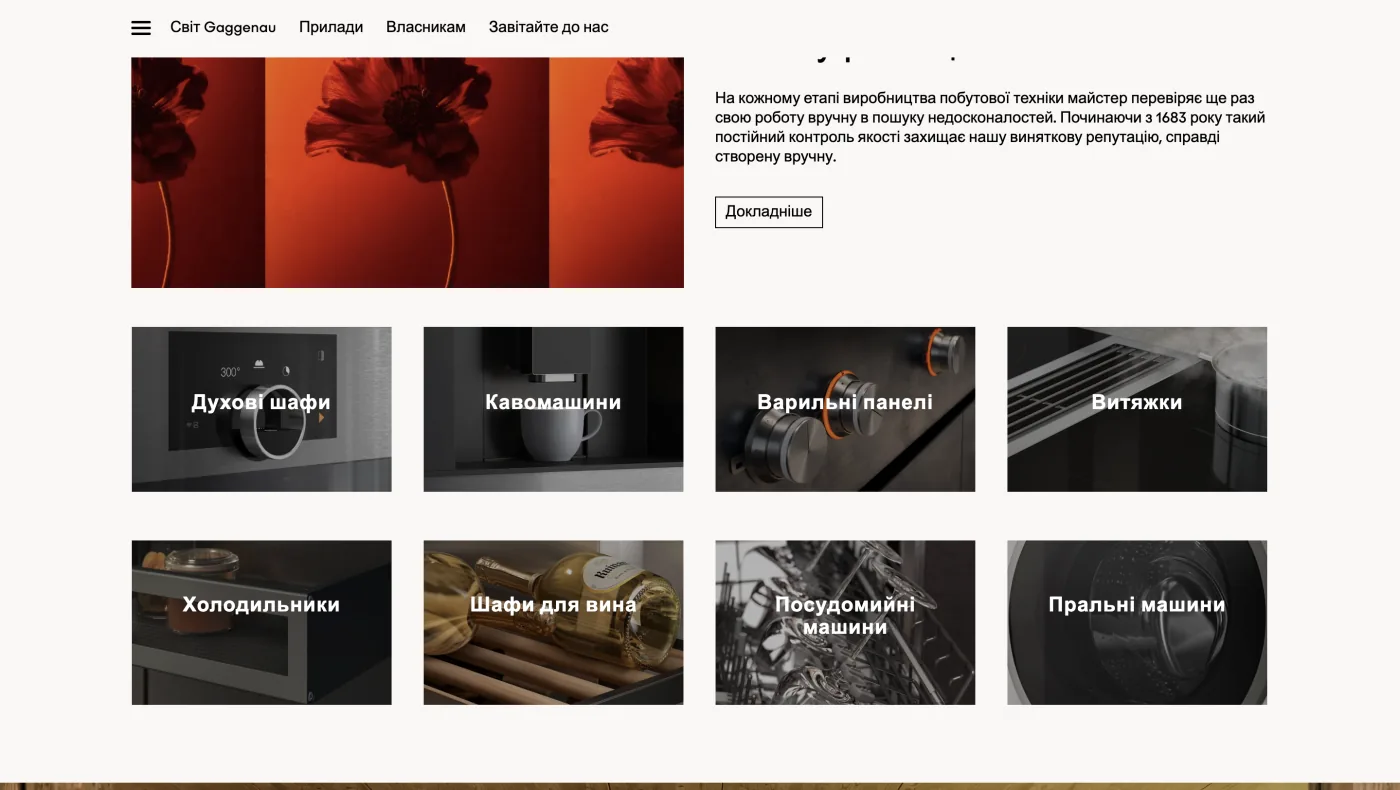 Світ Gaggenau
Прилади
Власникам
Завітайте до нас
На кожному етапі виробництва побутової техніки майстер перевіряє ще раз
свою роботу вручну в пошуку недосконалостей. Починаючи з 1683 року такий
постійний контроль якості захищає нашу виняткову репутацію, справді
створену вручну.
Докладніше
300°
Духові шафи
Кавомашини
Варильні панелі
Витяжки
Холодильники
Шафи для вина
Посудомийні
машини
Пральні машини